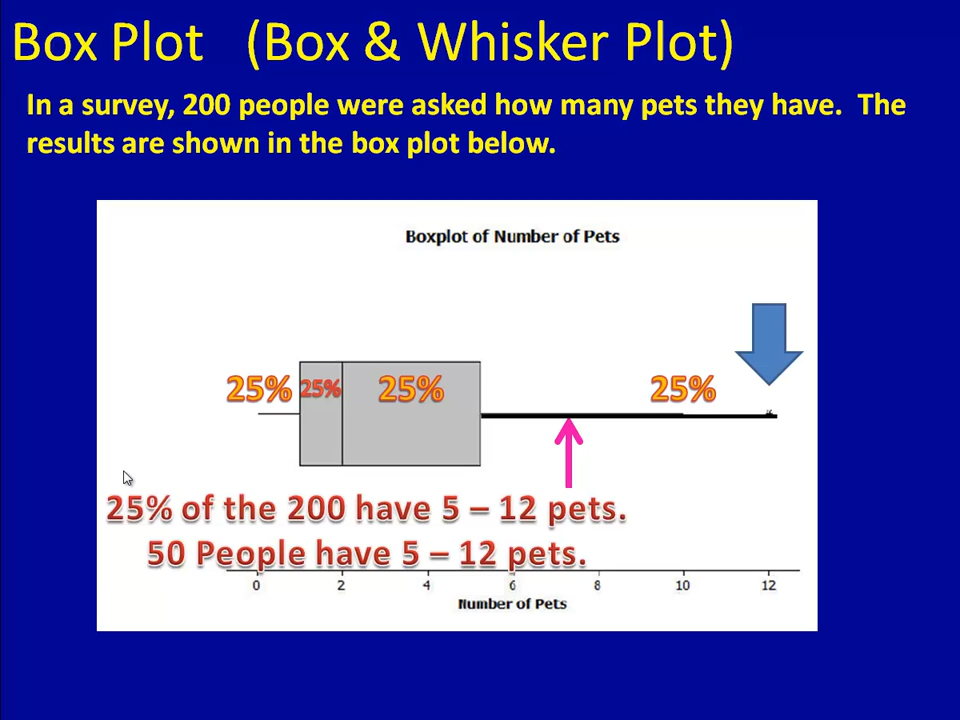 Box Plot (Box & Whisker Plot)
In a survey, 200 people were asked how many pets they have. The
results are shown in the box plot below.
Boxplot of Number of Pets
25% 25% 25% 25%
25% of the 200 have 5 – 12 pets.
50 People have 5 – 12 pets.
0 2 4 6 8 10 12
Number of Pets